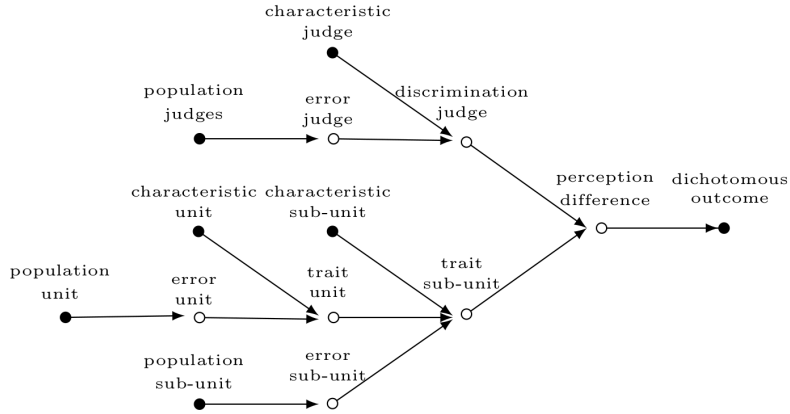 characteristic
judge
population
judges
error
judge
discrimination
judge
characteristic
unit
characteristic
sub-unit
perception
difference
dichotomous
outcome
population
unit
error
unit
trait
unit
trait
sub-unit
population
sub-unit
error
sub-unit